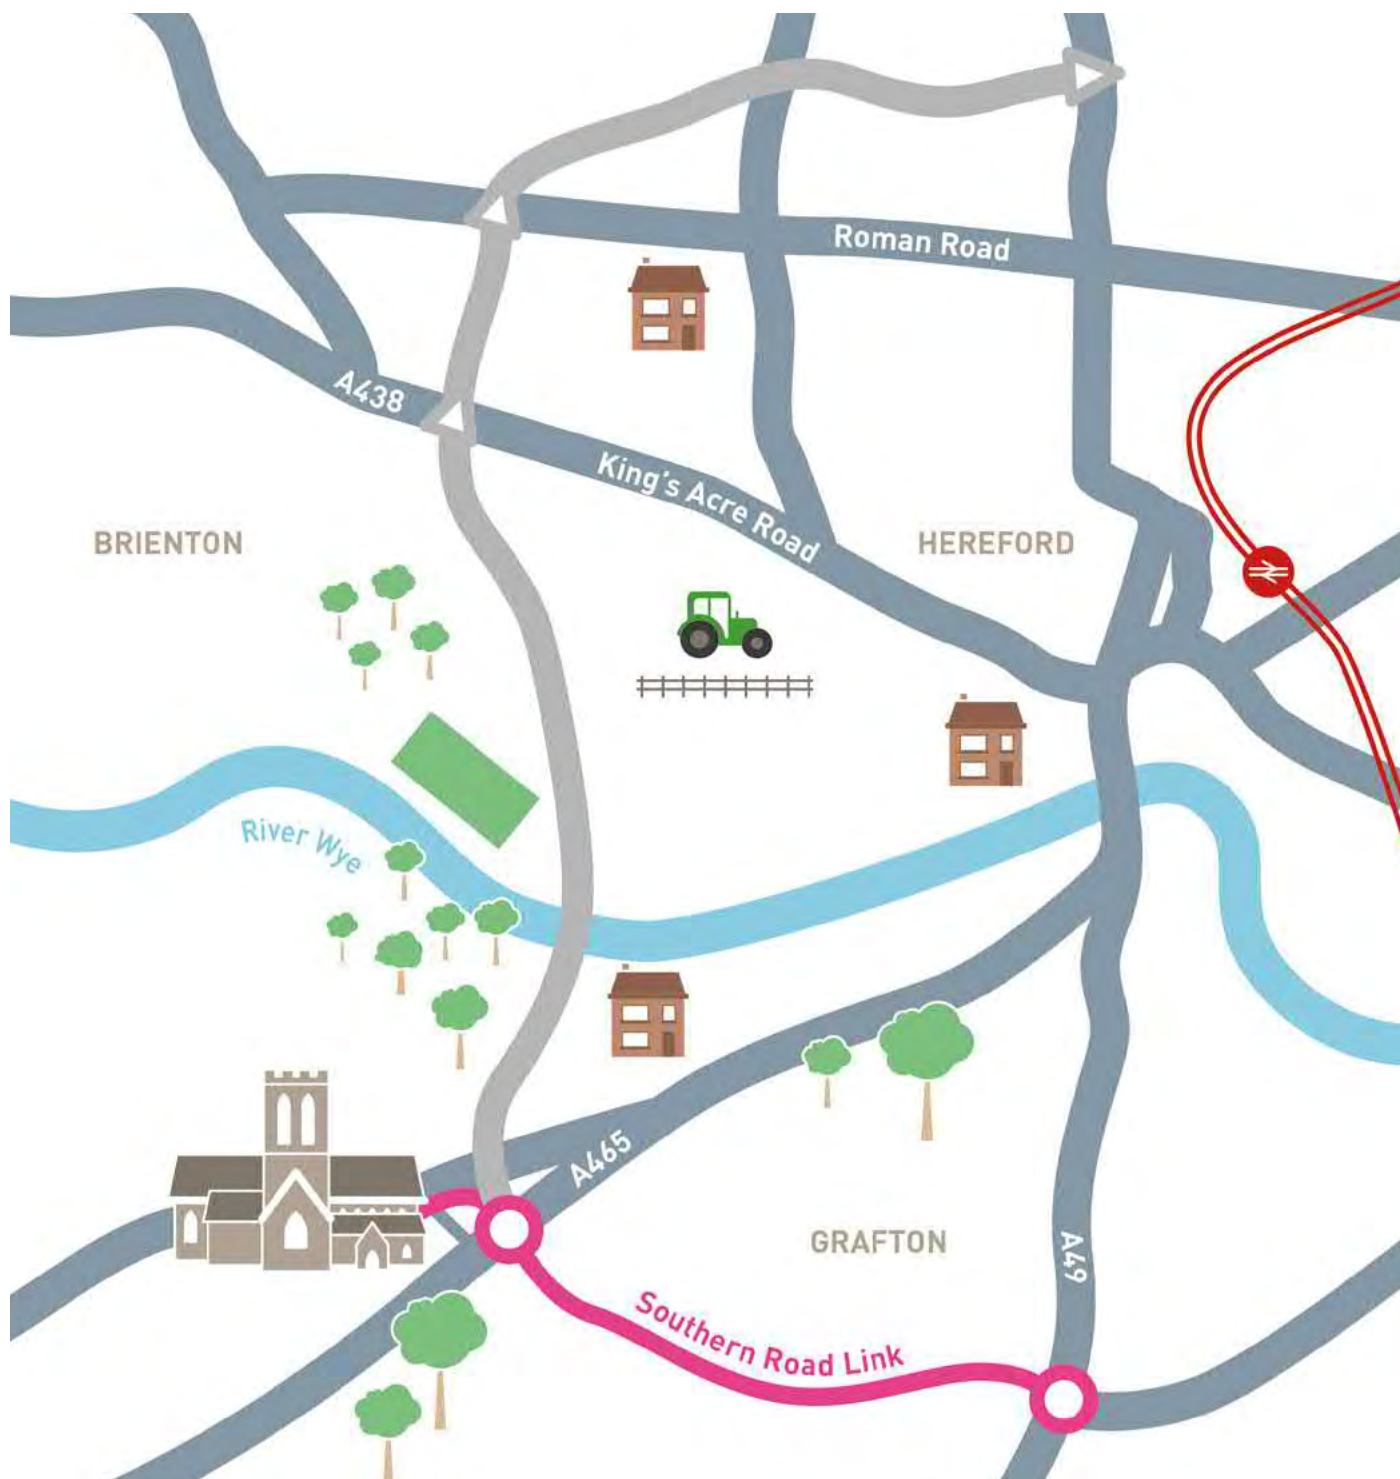 Roman Road
A438
King's Acre Road
BRIENTON
HEREFORD
River Wye
A465
GRAFTON
A49
Southern Road Link